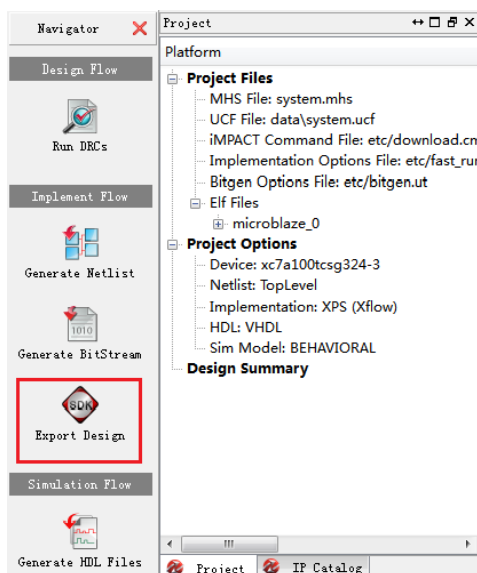 Navigator
Design Flow
Run DRCs
Implement Flow
Generate Netlist
1010
Generate BitStream
SDK
Export Design
Simulation Flow
Generate HDL Files
Project
Platform
Project Files
MHS File: system.mhs
UCF File: data\system.ucf
iMPACT Command File: etc/download.cm
Implementation Options File: etc/fast_run
Bitgen Options File: etc/bitgen.ut
Elf Files
microblaze_0
Project Options
Device: xc7a100tcsg324-3
Netlist: TopLevel
Implementation: XPS (Xflow)
HDL: VHDL
Sim Model: BEHAVIORAL
Design Summary
Project IP Catalog